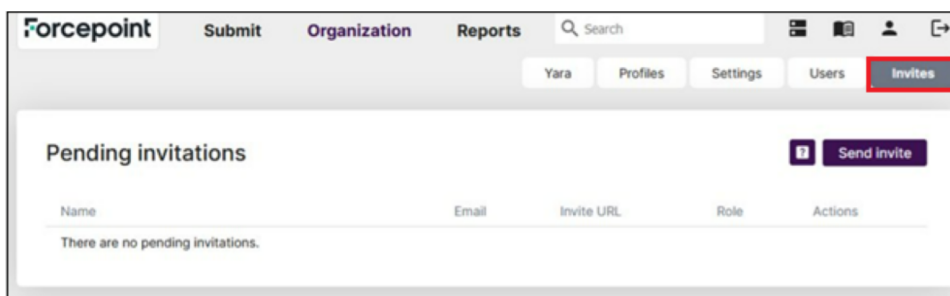 Forcepoint Submit Organization Reports Search
Yara Profiles Settings Users Invites
Pending invitations ? Send invite
Name Email Invite URL Role Actions
There are no pending invitations.